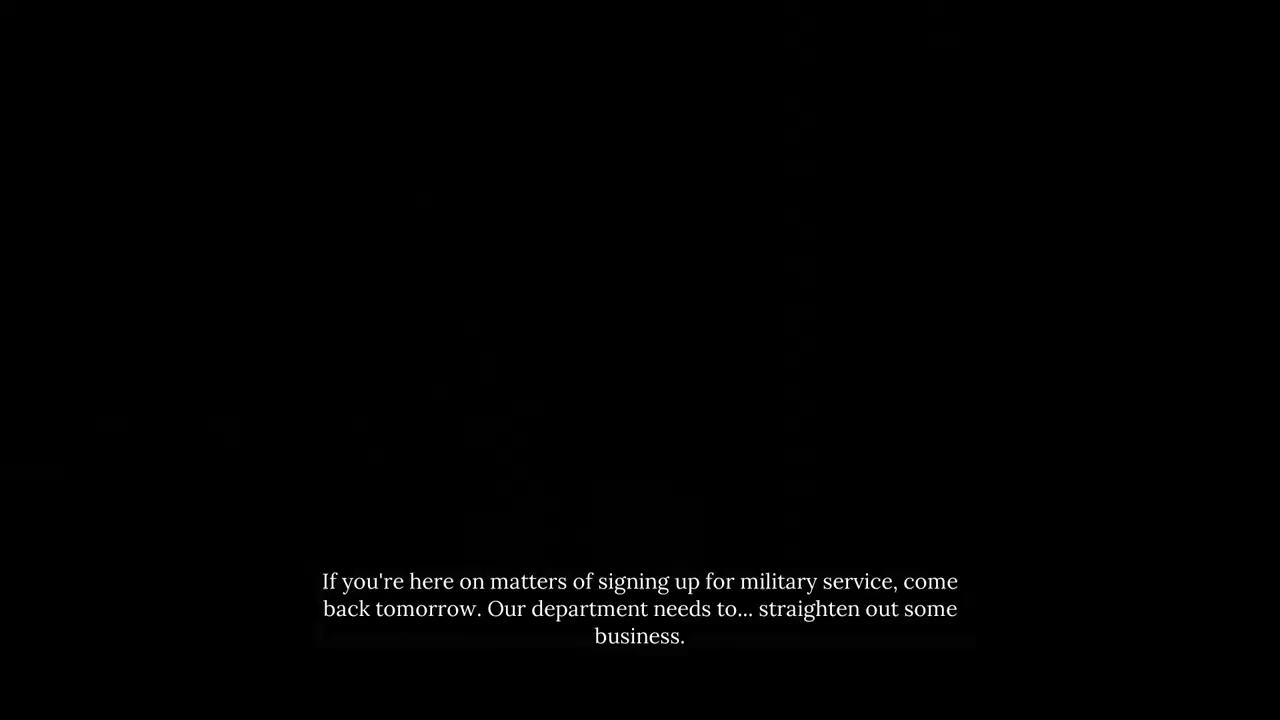 If you're here on matters of signing up for military service, come
back tomorrow. Our department needs to... straighten out some
business.